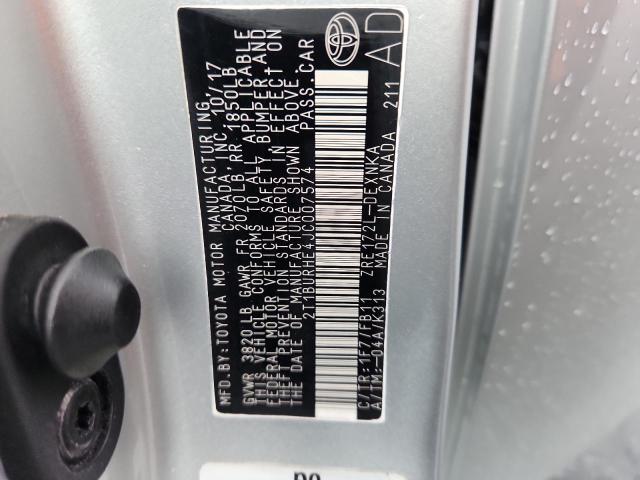 MFD.BY:TOYOTA MOTOR MANUFACTURING,
CANADA, INC. 10/17
GVWR 3820LB GAWR FR 2070LB RR 1850LB
THIS VEHICLE CONFORMS TO ALL APPLICABLE
FEDERAL MOTOR VEHICLE SAFETY, BUMPER, AND
THEFT PREVENTION STANDARDS IN EFFECT ON
THE DATE OF MANUFACTURE SHOWN ABOVE.
2T1BURHE4JC007574 PASS.CAR
C/TR:1F7/FB11 ZRE172L-DEXNKA
A/TM:-04A/K313 MADE IN CANADA 211
AD